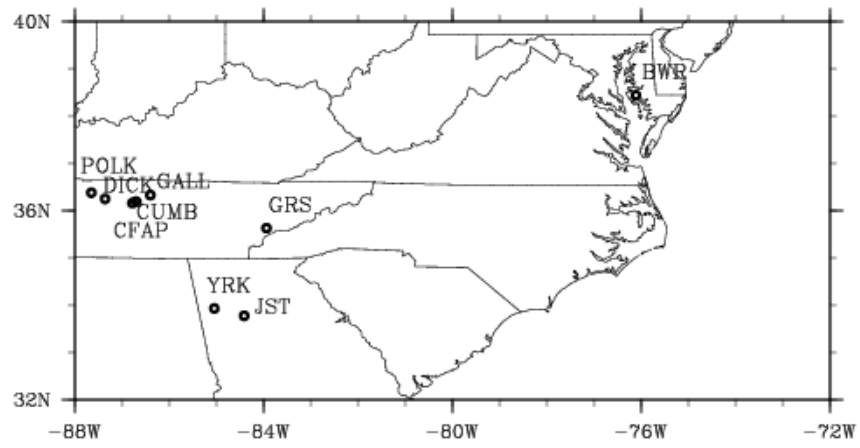 40N
BWR
POLK
DICK GALL
CUMB
36N
GRS
CFAP
YRK
JST
32N
-88W -84W -80W -76W -72W